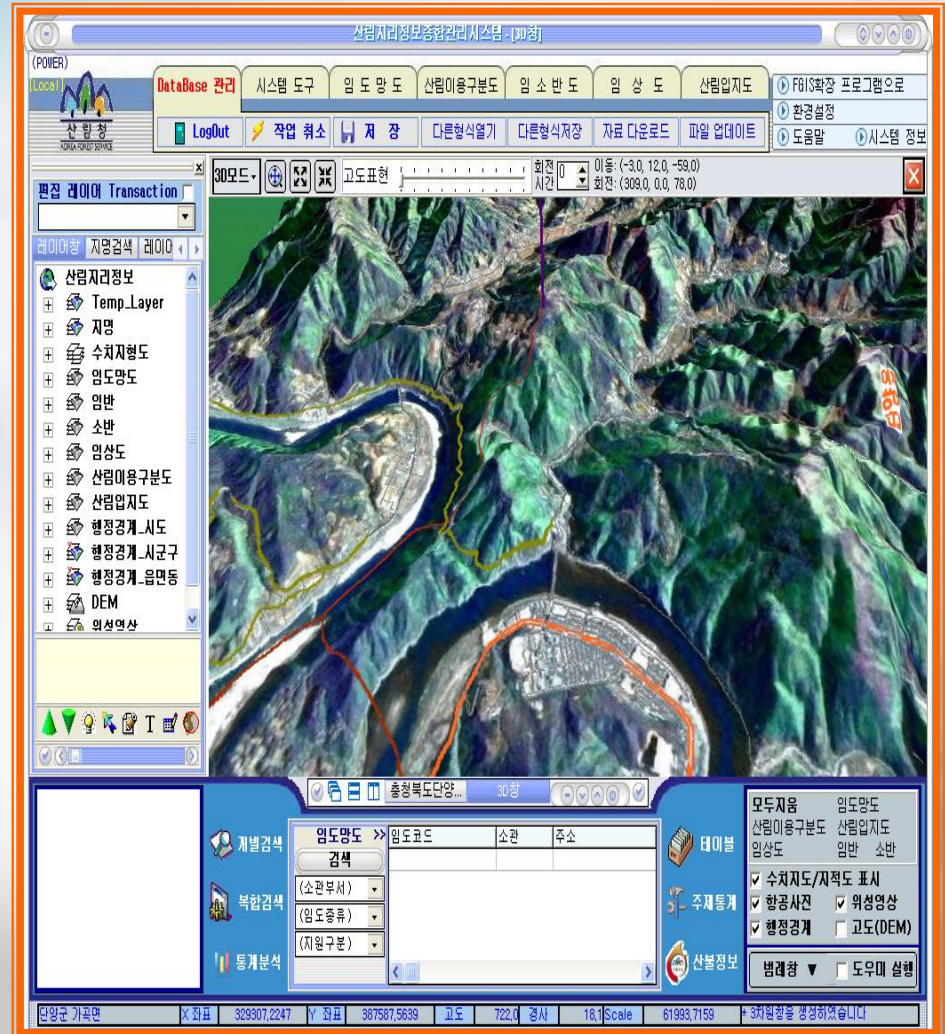 산림지리정보종합관리시스템 - [3D창]
(POWER)
[Local]
산림청
KOREA FOREST SERVICE
DataBase 관리
시스템 도구
임 도 망 도
산림이용구분도
임 소 반 도
임 상 도
산림입지도
FGIS확장 프로그램으로
환경설정
도움말
시스템 정보
LogOut
작업 취소
저 장
다른형식열기
다른형식저장
자료 다운로드
파일 업데이트
3D모드
고도표현
회전시간
0
이동: (-3,0, 12,0, -59,0)
회전: (309,0, 0,0, 78,0)
편집 레이어 Transaction
레이어창
지명검색
레이어
산림지리정보
Temp_Layer
지명
수치지형도
임도망도
임반
소반
임상도
산림이용구분도
산림입지도
행정경계_시도
행정경계_시군구
행정경계_읍면동
DEM
위성영상
T
충청북도단양...
3D창
개별검색
복합검색
통계분석
임도망도 >>
검색
(소관부서)
(임도종류)
(지원구분)
임도코드
소관
주소
테이블
주제통계
산불정보
모두지움
임도망도
산림이용구분도
산림입지도
임상도
임반
소반
수치지도/지적도 표시
항공사진
위성영상
행정경계
고도(DEM)
범례창 ▼
도우미 실행
단양군 가곡면
X 좌표
329307,2247
Y 좌표
387587,5639
고도
722,0
경사
18,1
Scale
61993,7159
+ 3차원창을 생성하였습니다